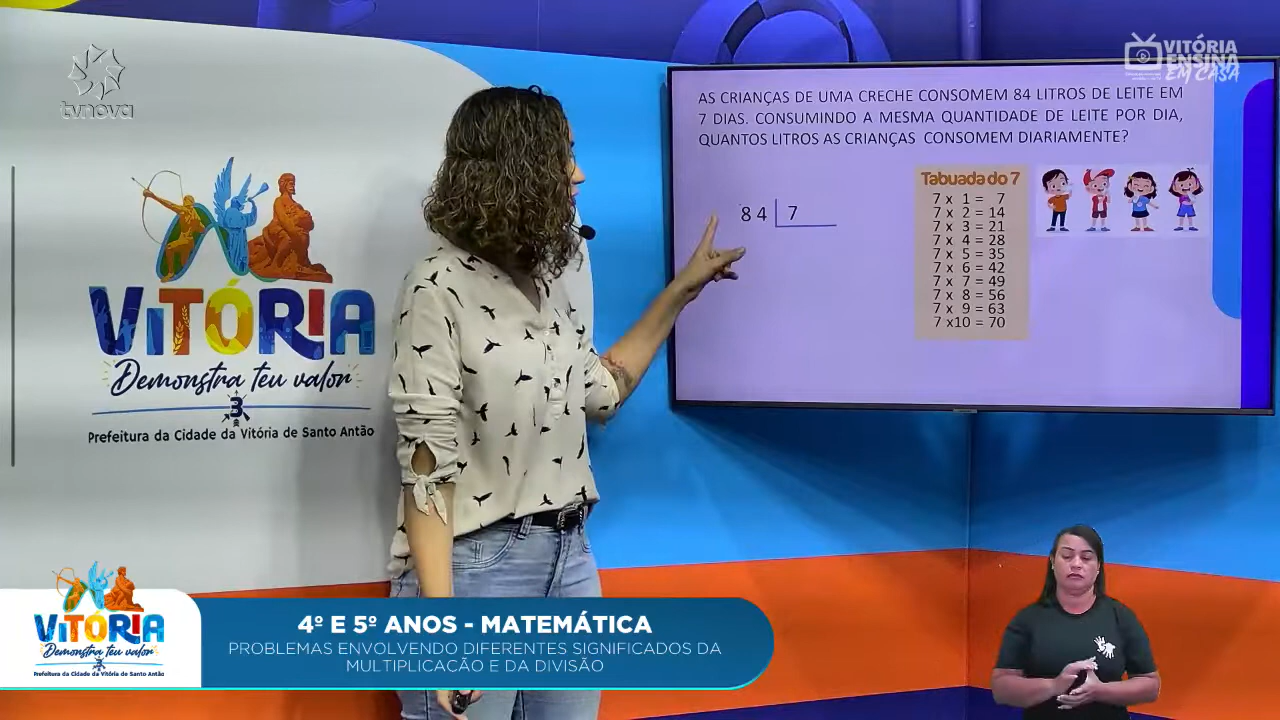 tvnova
VITÓRIA
ENSINA
EM CASA
AS CRIANÇAS DE UMA CRECHE CONSOMEM 84 LITROS DE LEITE EM
7 DIAS. CONSUMINDO A MESMA QUANTIDADE DE LEITE POR DIA,
QUANTOS LITROS AS CRIANÇAS CONSOMEM DIARIAMENTE?
84 7
Tabuada do 7
7 x 1 = 7
7 x 2 = 14
7 x 3 = 21
7 x 4 = 28
7 x 5 = 35
7 x 6 = 42
7 x 7 = 49
7 x 8 = 56
7 x 9 = 63
7 x10 = 70
VITÓRIA
Demonstra teu valor
3
Prefeitura da Cidade da Vitória de Santo Antão
VITÓRIA
Demonstra teu valor
3
Prefeitura da Cidade da Vitória de Santo Antão
4º E 5º ANOS - MATEMÁTICA
PROBLEMAS ENVOLVENDO DIFERENTES SIGNIFICADOS DA
MULTIPLICAÇÃO E DA DIVISÃO